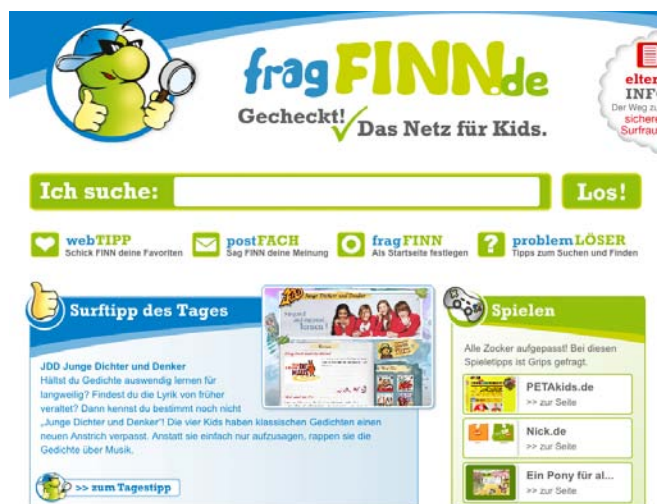 fragFINN.de
Gecheckt! Das Netz für Kids.
eltern
INFO
Der Weg zu
sichere
Surfrau
Ich suche:
Los!
webTIPP
Schick FINN deine Favoriten
postFACH
Sag FINN deine Meinung
fragFINN
Als Startseite festlegen
problemLÖSER
Tipps zum Suchen und Finden
Surftipp des Tages
Junge Dichter und Denker
JDD Junge Dichter und Denker
Hältst du Gedichte auswendig lernen für
langweilig? Findest du die Lyrik von früher
veraltet? Dann kennst du bestimmt noch nicht
„Junge Dichter und Denker'! Die vier Kids haben klassischen Gedichten einen
neuen Anstrich verpasst. Anstatt sie einfach nur aufzusagen, rappen sie die
Gedichte über Musik.
>> zum Tagestipp
Spielen
Alle Zocker aufgepasst! Bei diesen
Spieletipps ist Grips gefragt.
PETAkids.de
>> zur Seite
Nick.de
>> zur Seite
Ein Pony für al...
>> zur Seite